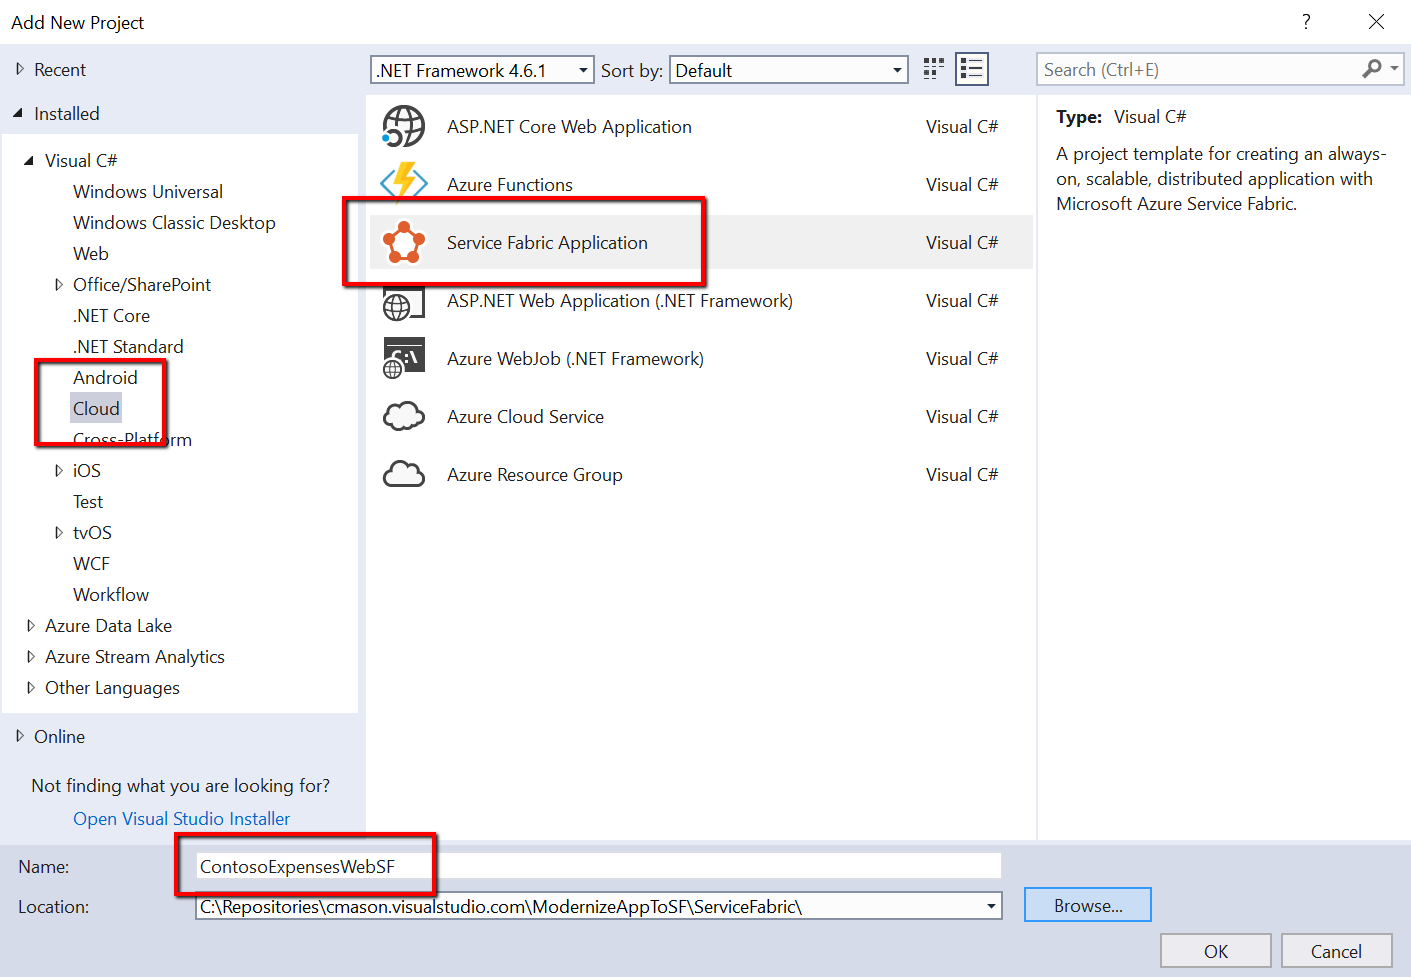 Add New Project
?
Recent
.NET Framework 4.6.1
Sort by:
Default
Search (Ctrl+E)
Installed
Visual C#
Windows Universal
Windows Classic Desktop
Web
Office/SharePoint
.NET Core
.NET Standard
Android
Cloud
Cross-Platform
iOS
Test
tvOS
WCF
Workflow
Azure Data Lake
Azure Stream Analytics
Other Languages
Online
Not finding what you are looking for?
Open Visual Studio Installer
ASP.NET Core Web Application Visual C#
Azure Functions Visual C#
Service Fabric Application Visual C#
ASP.NET Web Application (.NET Framework) Visual C#
C:\
Azure WebJob (.NET Framework) Visual C#
Azure Cloud Service Visual C#
Azure Resource Group Visual C#
Type: Visual C#
A project template for creating an always-
on, scalable, distributed application with
Microsoft Azure Service Fabric.
Name: ContosoExpensesWebSF
Location: C:\Repositories\cmason.visualstudio.com\ModernizeAppToSF\ServiceFabric\
Browse...
OK
Cancel